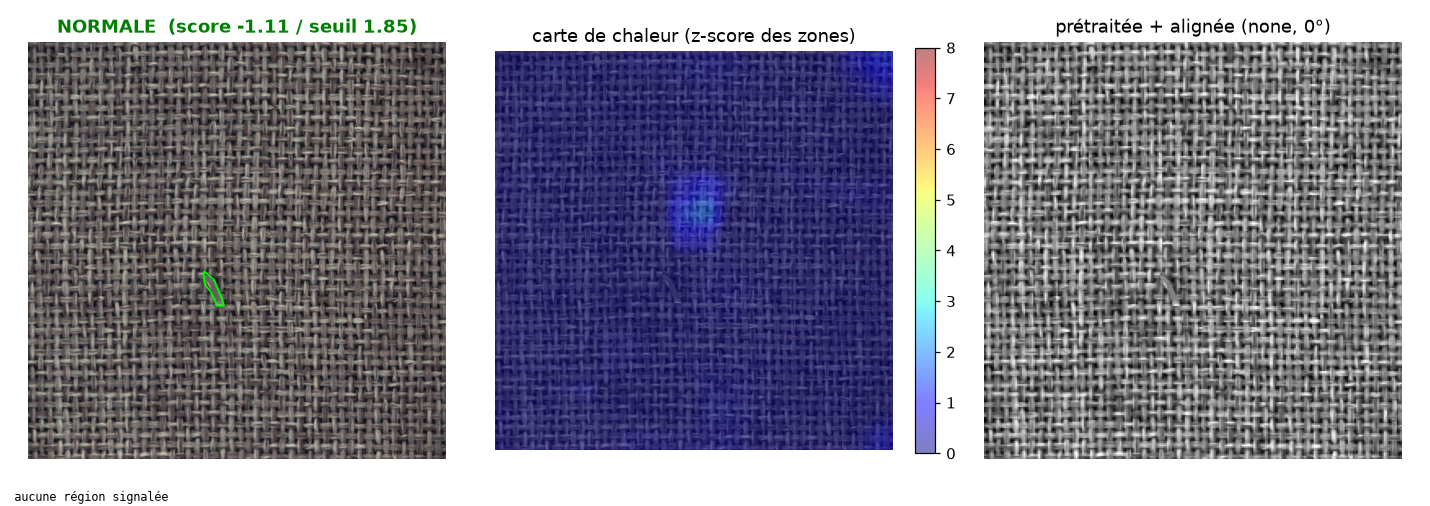 NORMALE  (score -1.11 / seuil 1.85)
carte de chaleur (z-score des zones)
prétraitée + alignée (none, 0°)
8
7
6
5
4
3
2
1
0
aucune région signalée